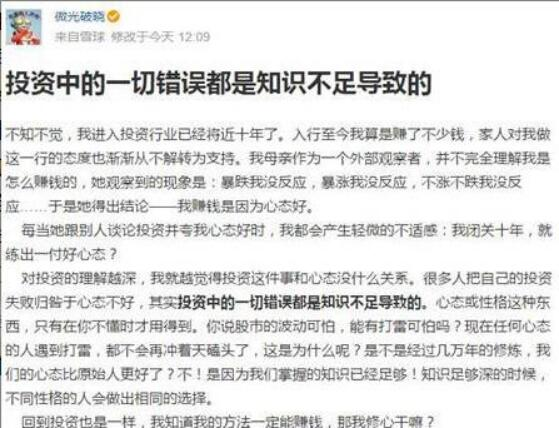 微光破晓
来自雪球 修改于今天 12:09
投资中的一切错误都是知识不足导致的
不知不觉，我进入投资行业已经将近十年了。入行至今我算是赚了不少钱，家人对我做
这一行的态度也渐渐从不解转为支持。我母亲作为一个外部观察者，并不完全理解我是
怎么赚钱的，她观察到的现象是：暴跌我没反应，暴涨我没反应，不涨不跌我没反
应……于是她得出结论——我赚钱是因为心态好。
每当她跟别人谈论投资并夸我心态好时，我都会产生轻微的不适感：我闭关十年，就
练出一付好心态？
对投资的理解越深，我就越觉得投资这件事和心态没什么关系。很多人把自己的投资
失败归咎于心态不好，其实投资中的一切错误都是知识不足导致的。心态或性格这种东
西，只有在你不懂时才用得到。你说股市的波动可怕，能有打雷可怕吗？现在任何心态
的人遇到打雷，都不会再冲着天磕头了，这是为什么呢？是不是经过几万年的修炼，我
们的心态比原始人更好了？不！是因为我们掌握的知识已经足够！知识足够深的时候，
不同性格的人会做出相同的选择。
回到投资也是一样，我知道我的方法一定能赚钱，那我修心干嘛？